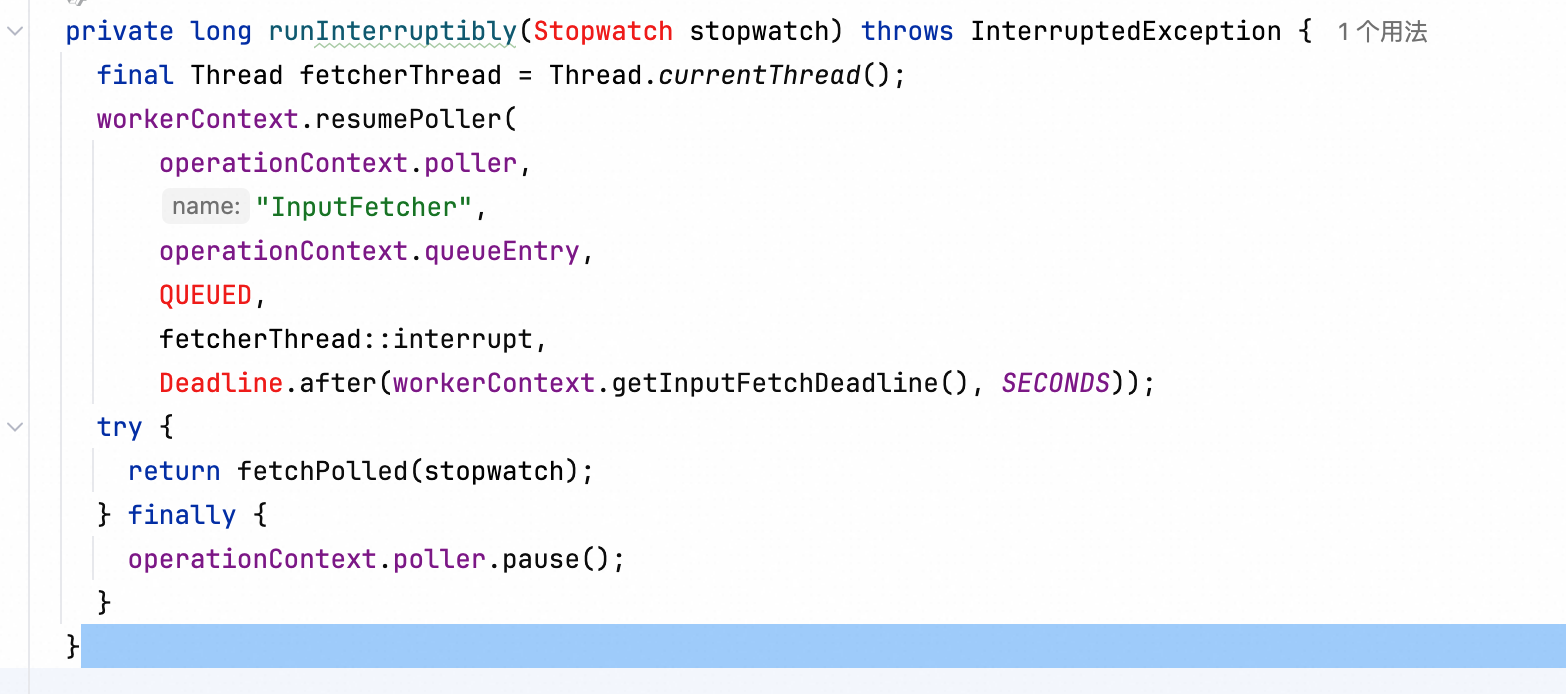 private long runInterruptibly(Stopwatch stopwatch) throws InterruptedException { 1 个用法
final Thread fetcherThread = Thread.currentThread();
workerContext.resumePoller(
operationContext.poller,
name: "InputFetcher",
operationContext.queueEntry,
QUEUED,
fetcherThread::interrupt,
Deadline.after(workerContext.getInputFetchDeadline(), SECONDS));
try {
return fetchPolled(stopwatch);
} finally {
operationContext.poller.pause();
}
}